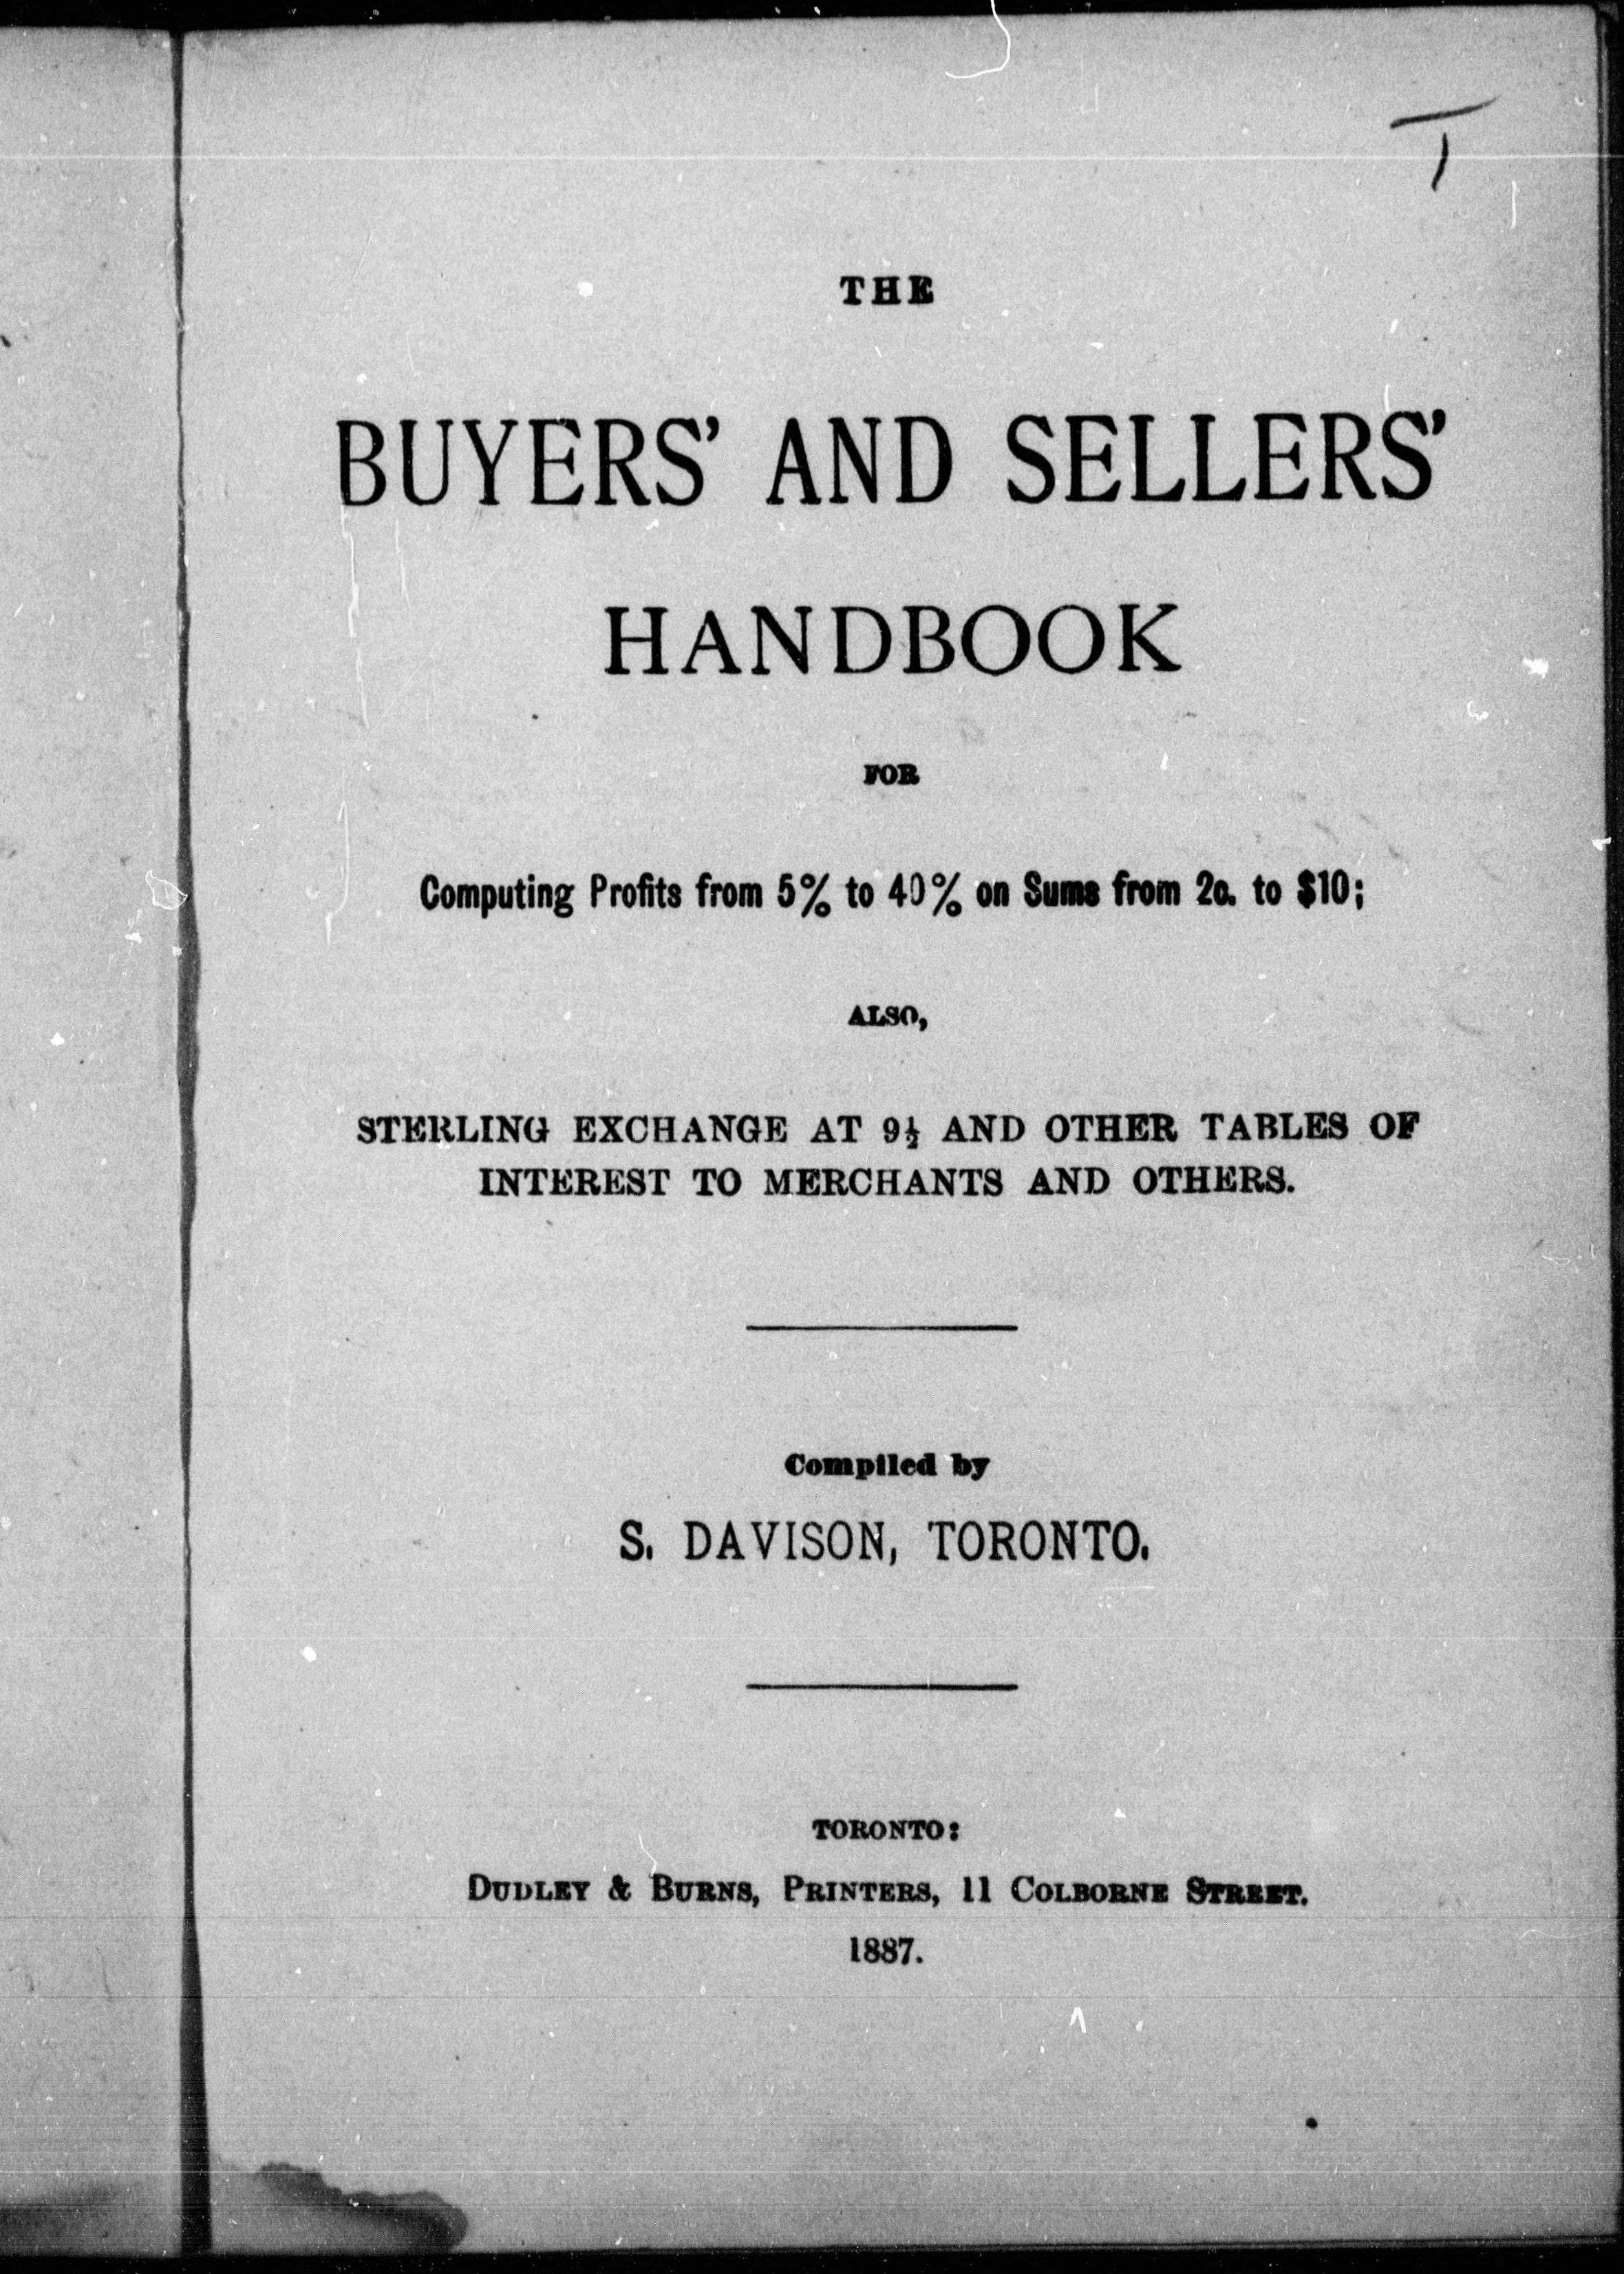 THE
BUYERS' AND SELLERS'
HANDBOOK
FOR
Computing Profits from 5% to 40% on Sums from 2c. to $10;
ALSO,
STERLING EXCHANGE AT 9½ AND OTHER TABLES OF
INTEREST TO MERCHANTS AND OTHERS.
Compiled by
S. DAVISON, TORONTO.
TORONTO:
DUDLEY & BURNS, PRINTERS, 11 COLBORNE STREET.
1887.